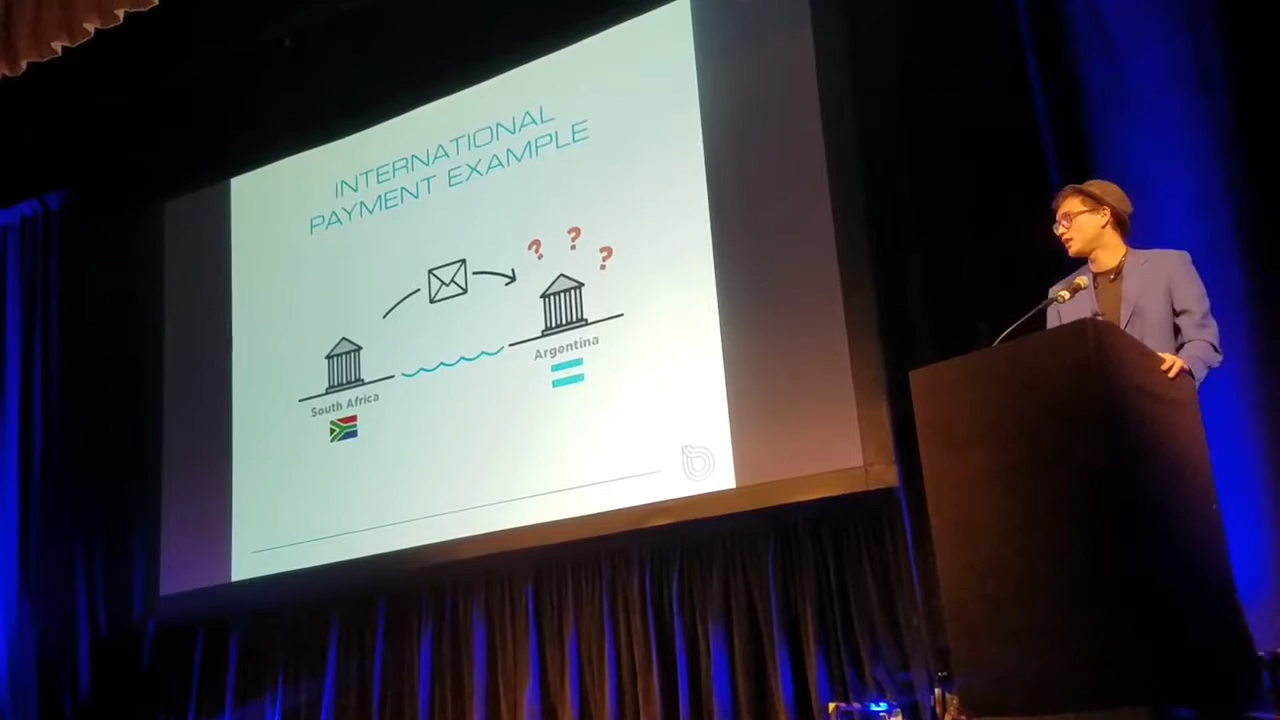 INTERNATIONAL
PAYMENT EXAMPLE
? ? ?
South Africa
Argentina